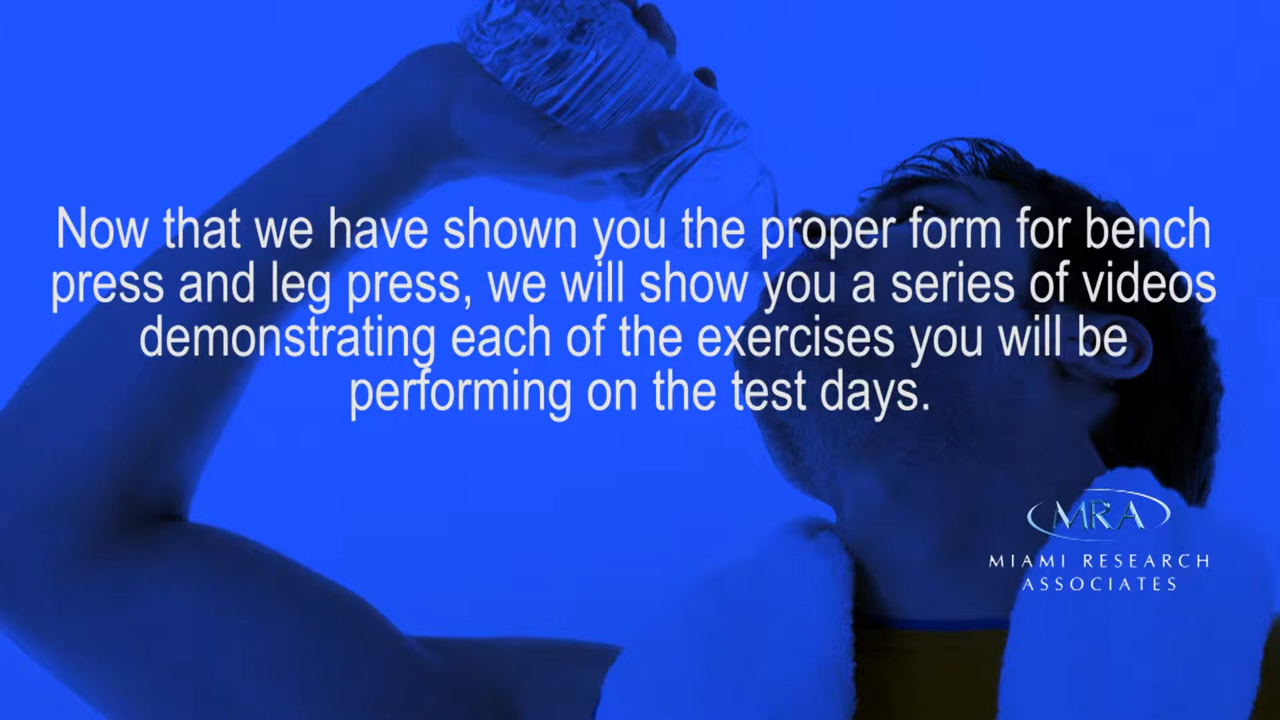 Now that we have shown you the proper form for bench
press and leg press, we will show you a series of videos
demonstrating each of the exercises you will be
performing on the test days.
MRA
MIAMI RESEARCH
ASSOCIATES